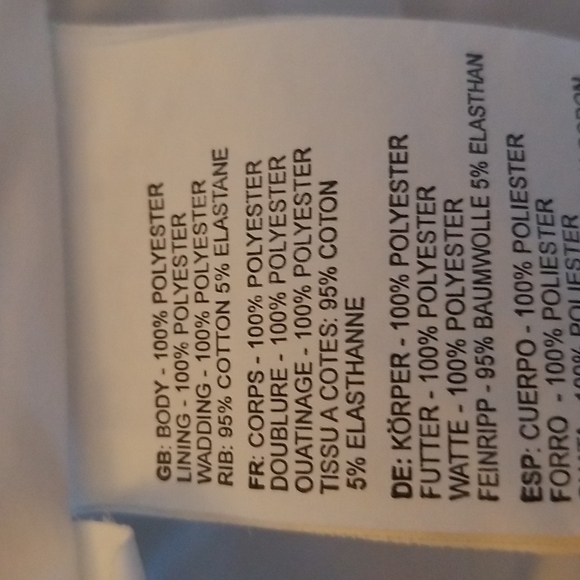 GB: BODY - 100% POLYESTER
LINING - 100% POLYESTER
WADDING - 100% POLYESTER
RIB: 95% COTTON 5% ELASTANE
FR: CORPS - 100% POLYESTER
DOUBLURE - 100% POLYESTER
OUATINAGE - 100% POLYESTER
TISSU A COTES: 95% COTON
5% ELASTHANNE
DE: KÖRPER - 100% POLYESTER
FUTTER - 100% POLYESTER
WATTE - 100% POLYESTER
FEINRIPP - 95% BAUMWOLLE 5% ELASTHAN
ESP: CUERPO - 100% POLIESTER
FORRO - 100% POLIESTER
100% POLIESTER